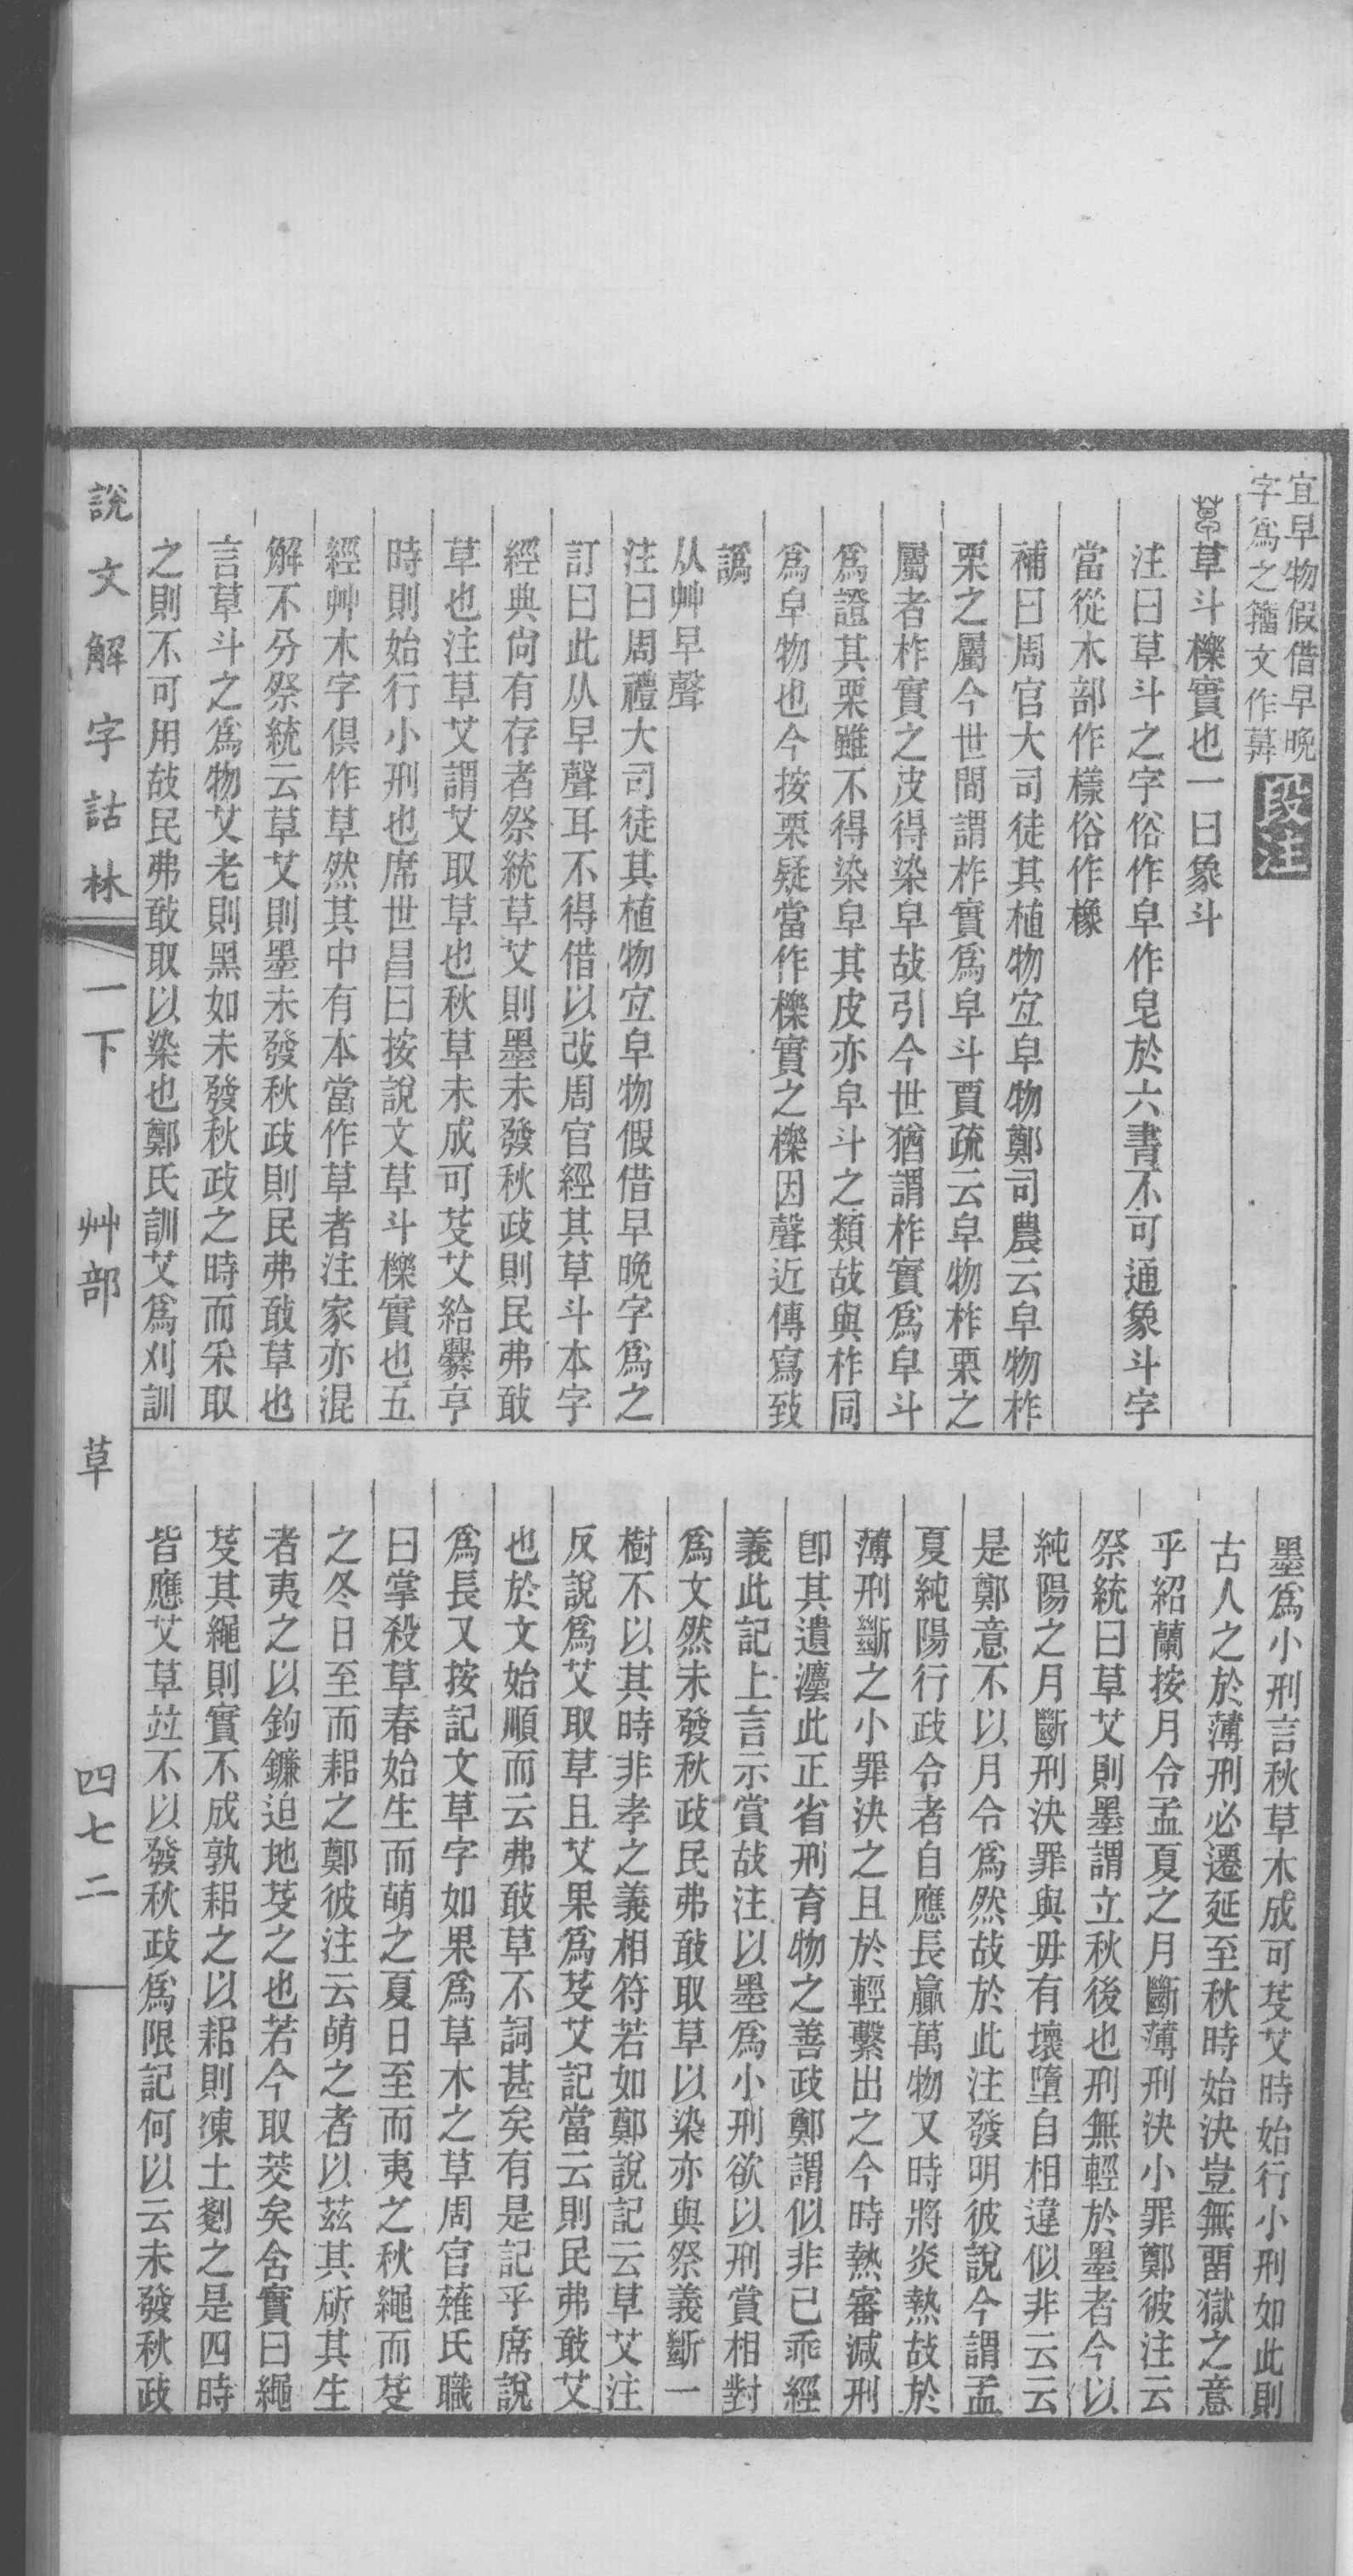 宜早物假借早晚
字爲之籒文作𦱤
段注
草斗櫟實也一曰象斗
注曰草斗之字俗作皁作皂於六書不可通象斗字
當從木部作樣俗作橡
補曰周官大司徒其植物宜皁物鄭司農云皁物柞
栗之屬今世間謂柞實爲皁斗賈疏云皁物柞栗之
屬者柞實之皮得染皁故引今世猶謂柞實爲皁斗
爲證其栗雖不得染皁其皮亦皁斗之類故與柞同
爲皁物也今按栗疑當作櫟實之櫟因聲近傳寫致
譌
从艸早聲
注曰周禮大司徒其植物宜皁物假借早晚字爲之
訂曰此从早聲耳不得借以改周官經其草斗本字
經典尙有存者祭統草艾則墨未發秋政則民弗敢
草也注草艾謂艾取草也秋草木成可芟艾給爨亨
時則始行小刑也席世昌曰按說文草斗櫟實也五
經艸木字俱作草然其中有本當作草者注家亦混
解不分祭統云草艾則墨未發秋政則民弗敢草也
言草斗之爲物艾老則黑如未發秋政之時而采取
之則不可用故民弗敢取以染也鄭氏訓艾爲刈訓
墨爲小刑言秋草木成可芟艾時始行小刑如此則
古人之於薄刑必遷延至秋時始決豈無畱獄之意
乎紹蘭按月令孟夏之月斷薄刑決小罪鄭彼注云
祭統曰草艾則墨謂立秋後也刑無輕於墨者今以
純陽之月斷刑決罪與毋有壞墮自相違似非云云
是鄭意不以月令爲然故於此注發明彼說今謂孟
夏純陽行政令者自應長贏萬物又時將炎熱故於
薄刑斷之小罪決之且於輕繫出之今時熱審減刑
卽其遺灋此正省刑育物之善政鄭謂似非已乖經
義此記上言示賞故注以墨爲小刑欲以刑賞相對
爲文然未發秋政民弗敢取草以染亦與祭義斷一
樹不以其時非孝之義相符若如鄭說記云草艾注
反說爲艾取草且艾果爲芟艾記當云則民弗敢艾
也於文始順而云弗敢草不詞甚矣有是記乎席說
爲長又按記文草字如果爲草木之草周官薙氏職
曰掌殺草春始生而萌之夏日至而夷之秋繩而芟
之冬日至而耜之鄭彼注云萌之者以茲其斫其生
者夷之以鉤鎌迫地芟之也若今取茭矣含實曰繩
芟其繩則實不成孰耜之以耜則凍土剗之是四時
皆應艾草竝不以發秋政爲限記何以云未發秋政
說文解字詁林
一下
艸部
草
四七二